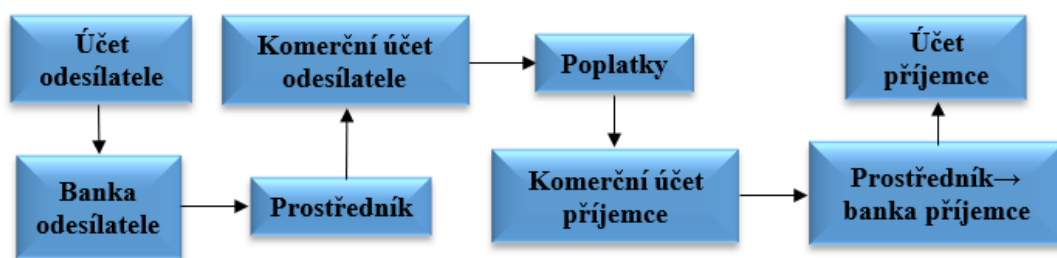 Účet
odesílatele
Banka
odesílatele
Prostředník
Komerční účet
odesílatele
Poplatky
Komerční účet
příjemce
Prostředník→
banka příjemce
Účet
příjemce